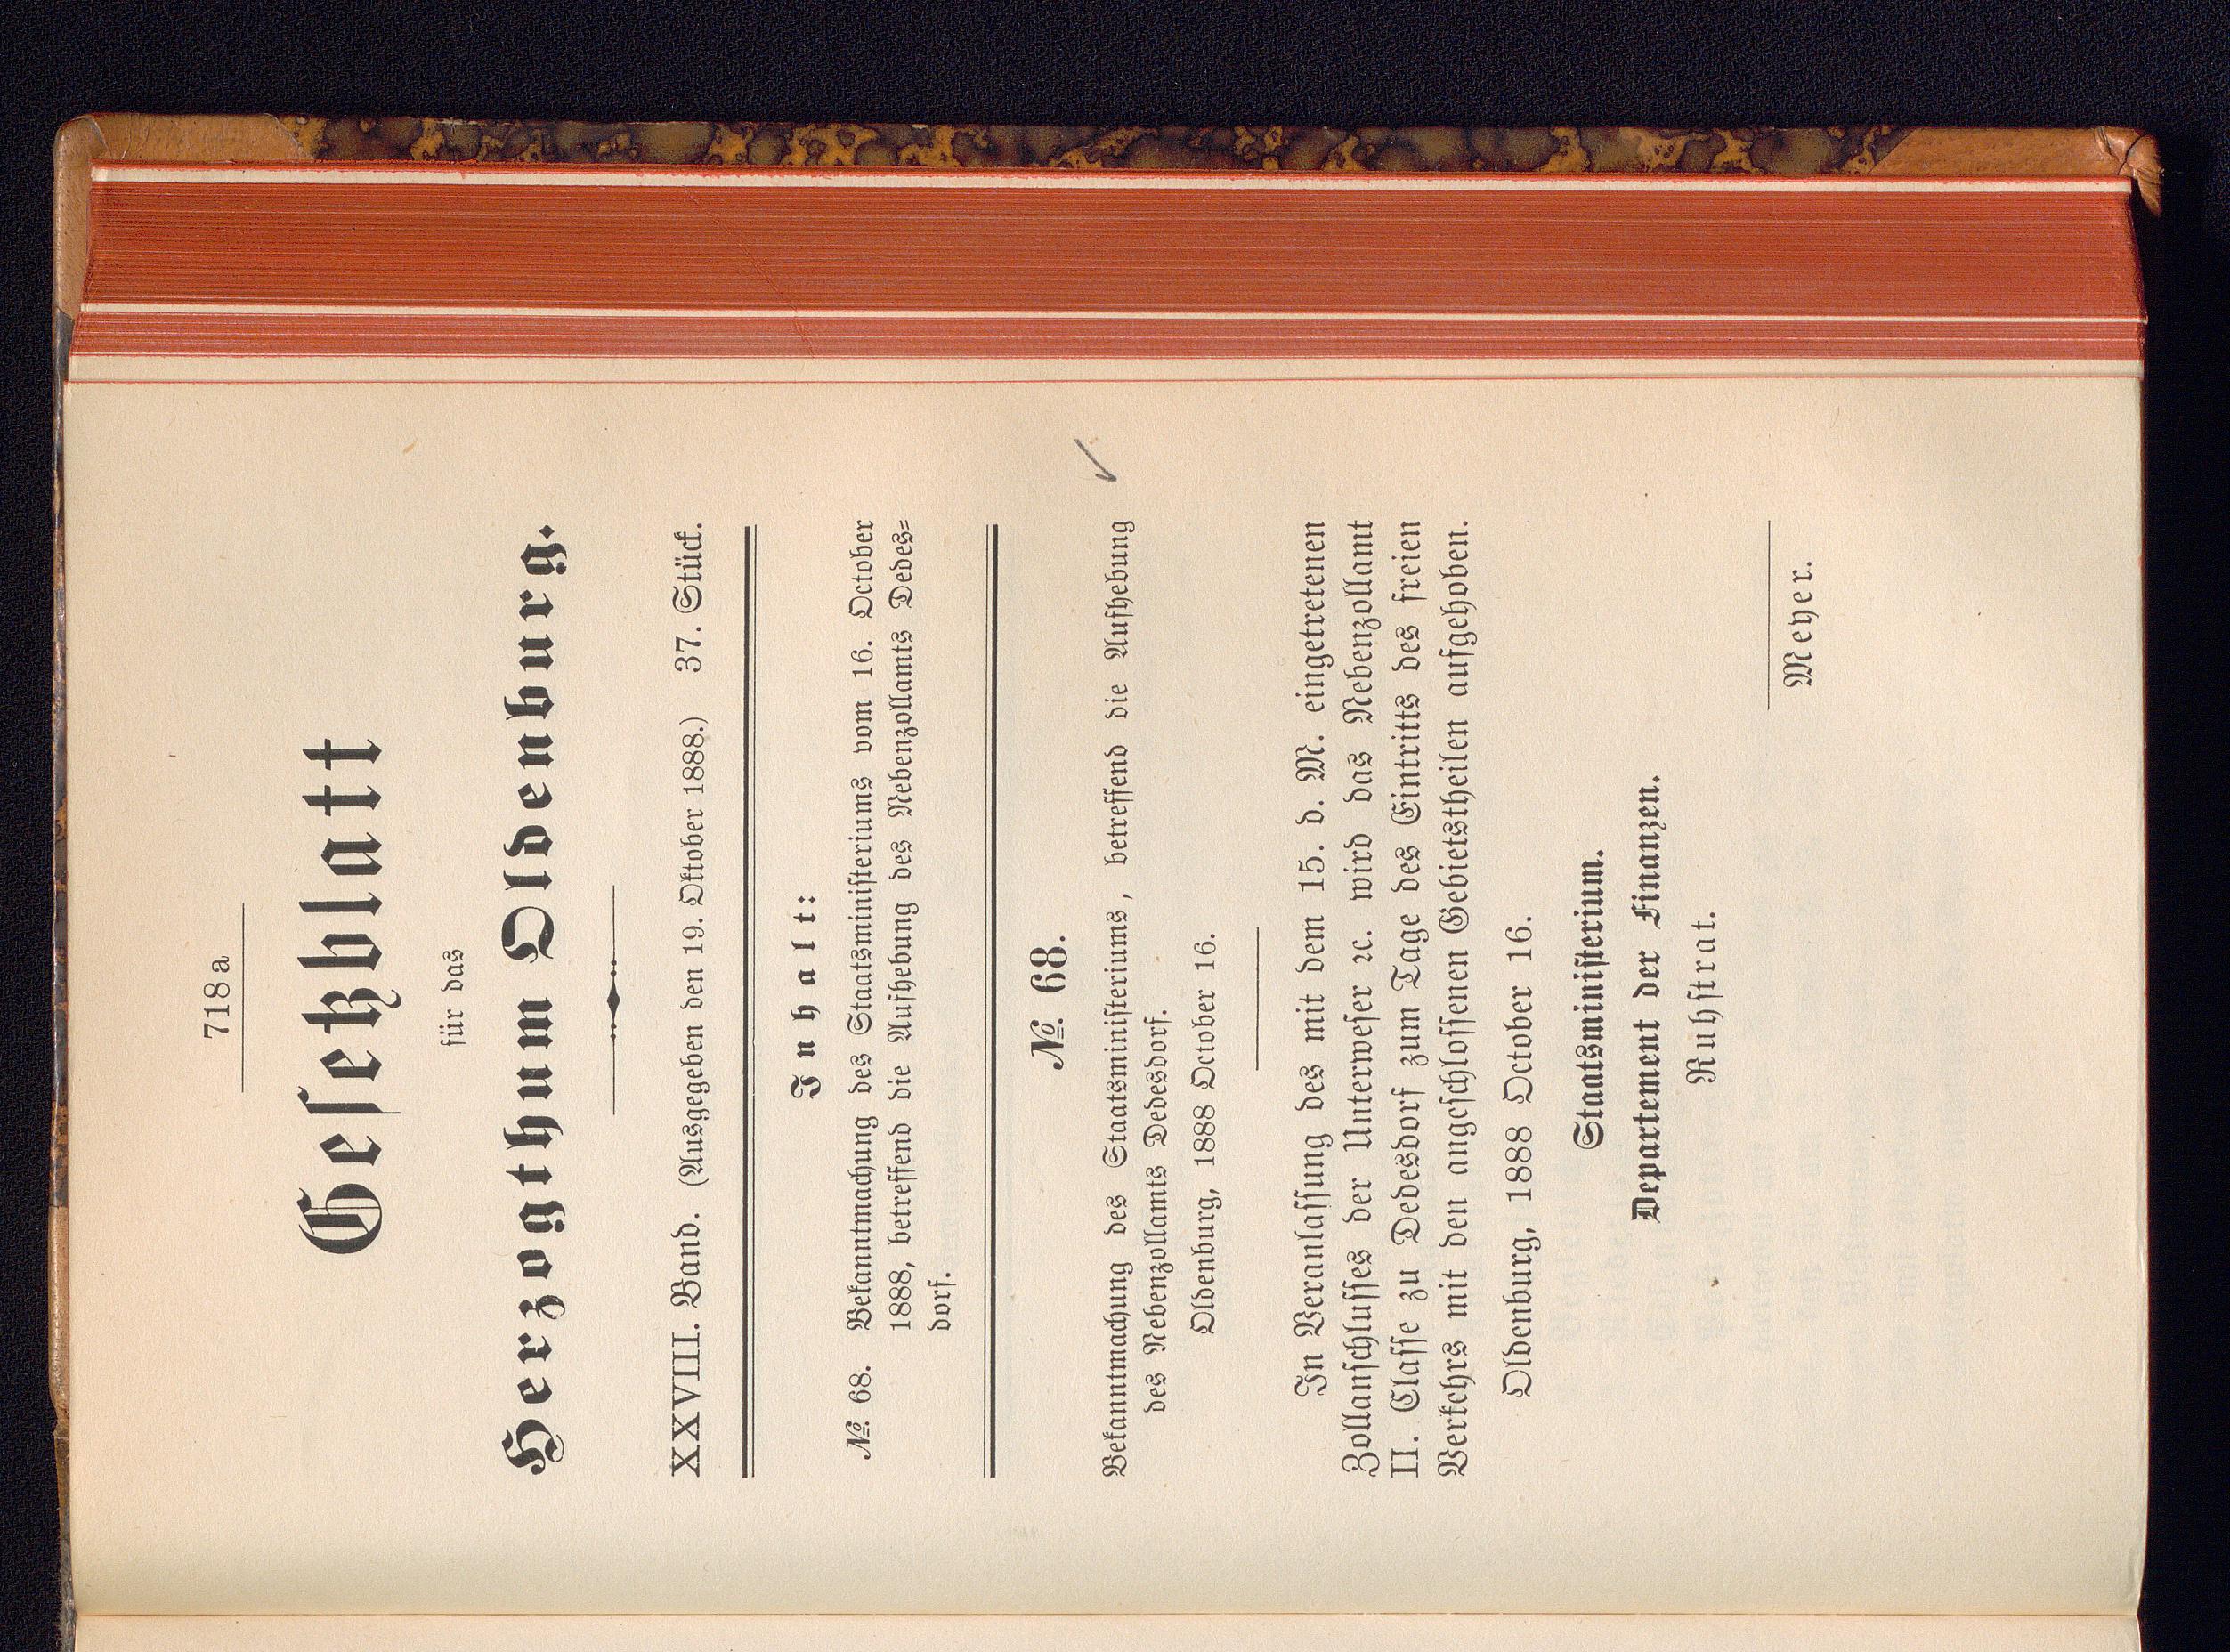 718a
Geſetzblatt
für das
Herzogthum Oldenburg.
XXVIII. Band. (Ausgegeben den 19. Oktober 1888.) 37. Stück.
Inhalt:
№ 68. Bekanntmachung des Staatsminiſteriums vom 16. October
1888, betreffend die Aufhebung des Nebenzollamts Dedes=
dorf.
№. 68.
Bekanntmachung des Staatsminiſteriums, betreffend die Aufhebung
des Nebenzollamts Dedesdorf.
Oldenburg, 1888 October 16.
In Veranlaſſung des mit dem 15. d. M. eingetretenen
Zollanſchluſſes der Unterweſer ꝛc. wird das Nebenzollamt
II. Claſſe zu Dedesdorf zum Tage des Eintritts des freien
Verkehrs mit den angeſchloſſenen Gebietstheilen aufgehoben.
Oldenburg, 1888 October 16.
Staatsminiſterium.
Departement der Finanzen.
Ruhſtrat.
Meyer.